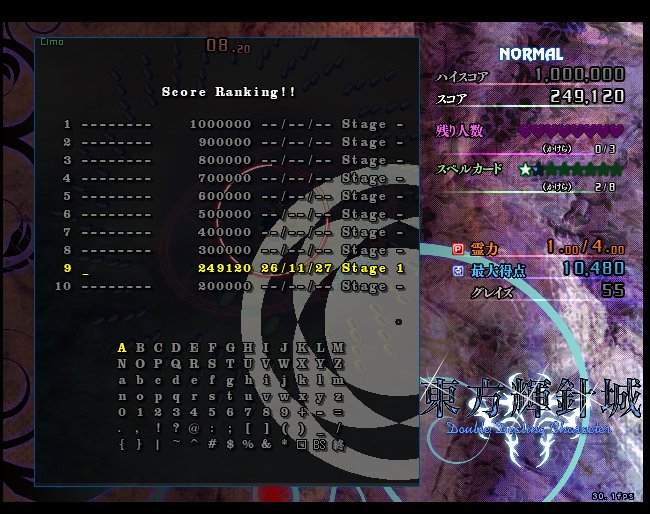 Cimo
08.20
Score Ranking!!
1 -------- 1000000 --/--/-- Stage -
2 -------- 900000 --/--/-- Stage -
3 -------- 800000 --/--/-- Stage -
4 -------- 700000 --/--/-- Stage -
5 -------- 600000 --/--/-- Stage -
6 -------- 500000 --/--/-- Stage -
7 -------- 400000 --/--/-- Stage -
8 -------- 300000 --/--/-- Stage -
9 _ 249120 26/11/27 Stage 1
10 -------- 200000 --/--/-- Stage -
A B C D E F G H I J K L M
N O P Q R S T U V W X Y Z
a b c d e f g h i j k l m
n o p q r s t u v w x y z
0 1 2 3 4 5 6 7 8 9 + - =
. , ! ? @ : ; [ ] ( ) _ /
{ } | ~ ^ # $ % & * □ BS 終
NORMAL
ハイスコア 1,000,000
スコア 249,120
残り人数
(かけら) 0/3
スペルカード
(かけら) 2/8
P 霊力 1.00/4.00
最大得点 10,480
グレイズ 55
東方輝針城
Double Dealing Character
30.1fps